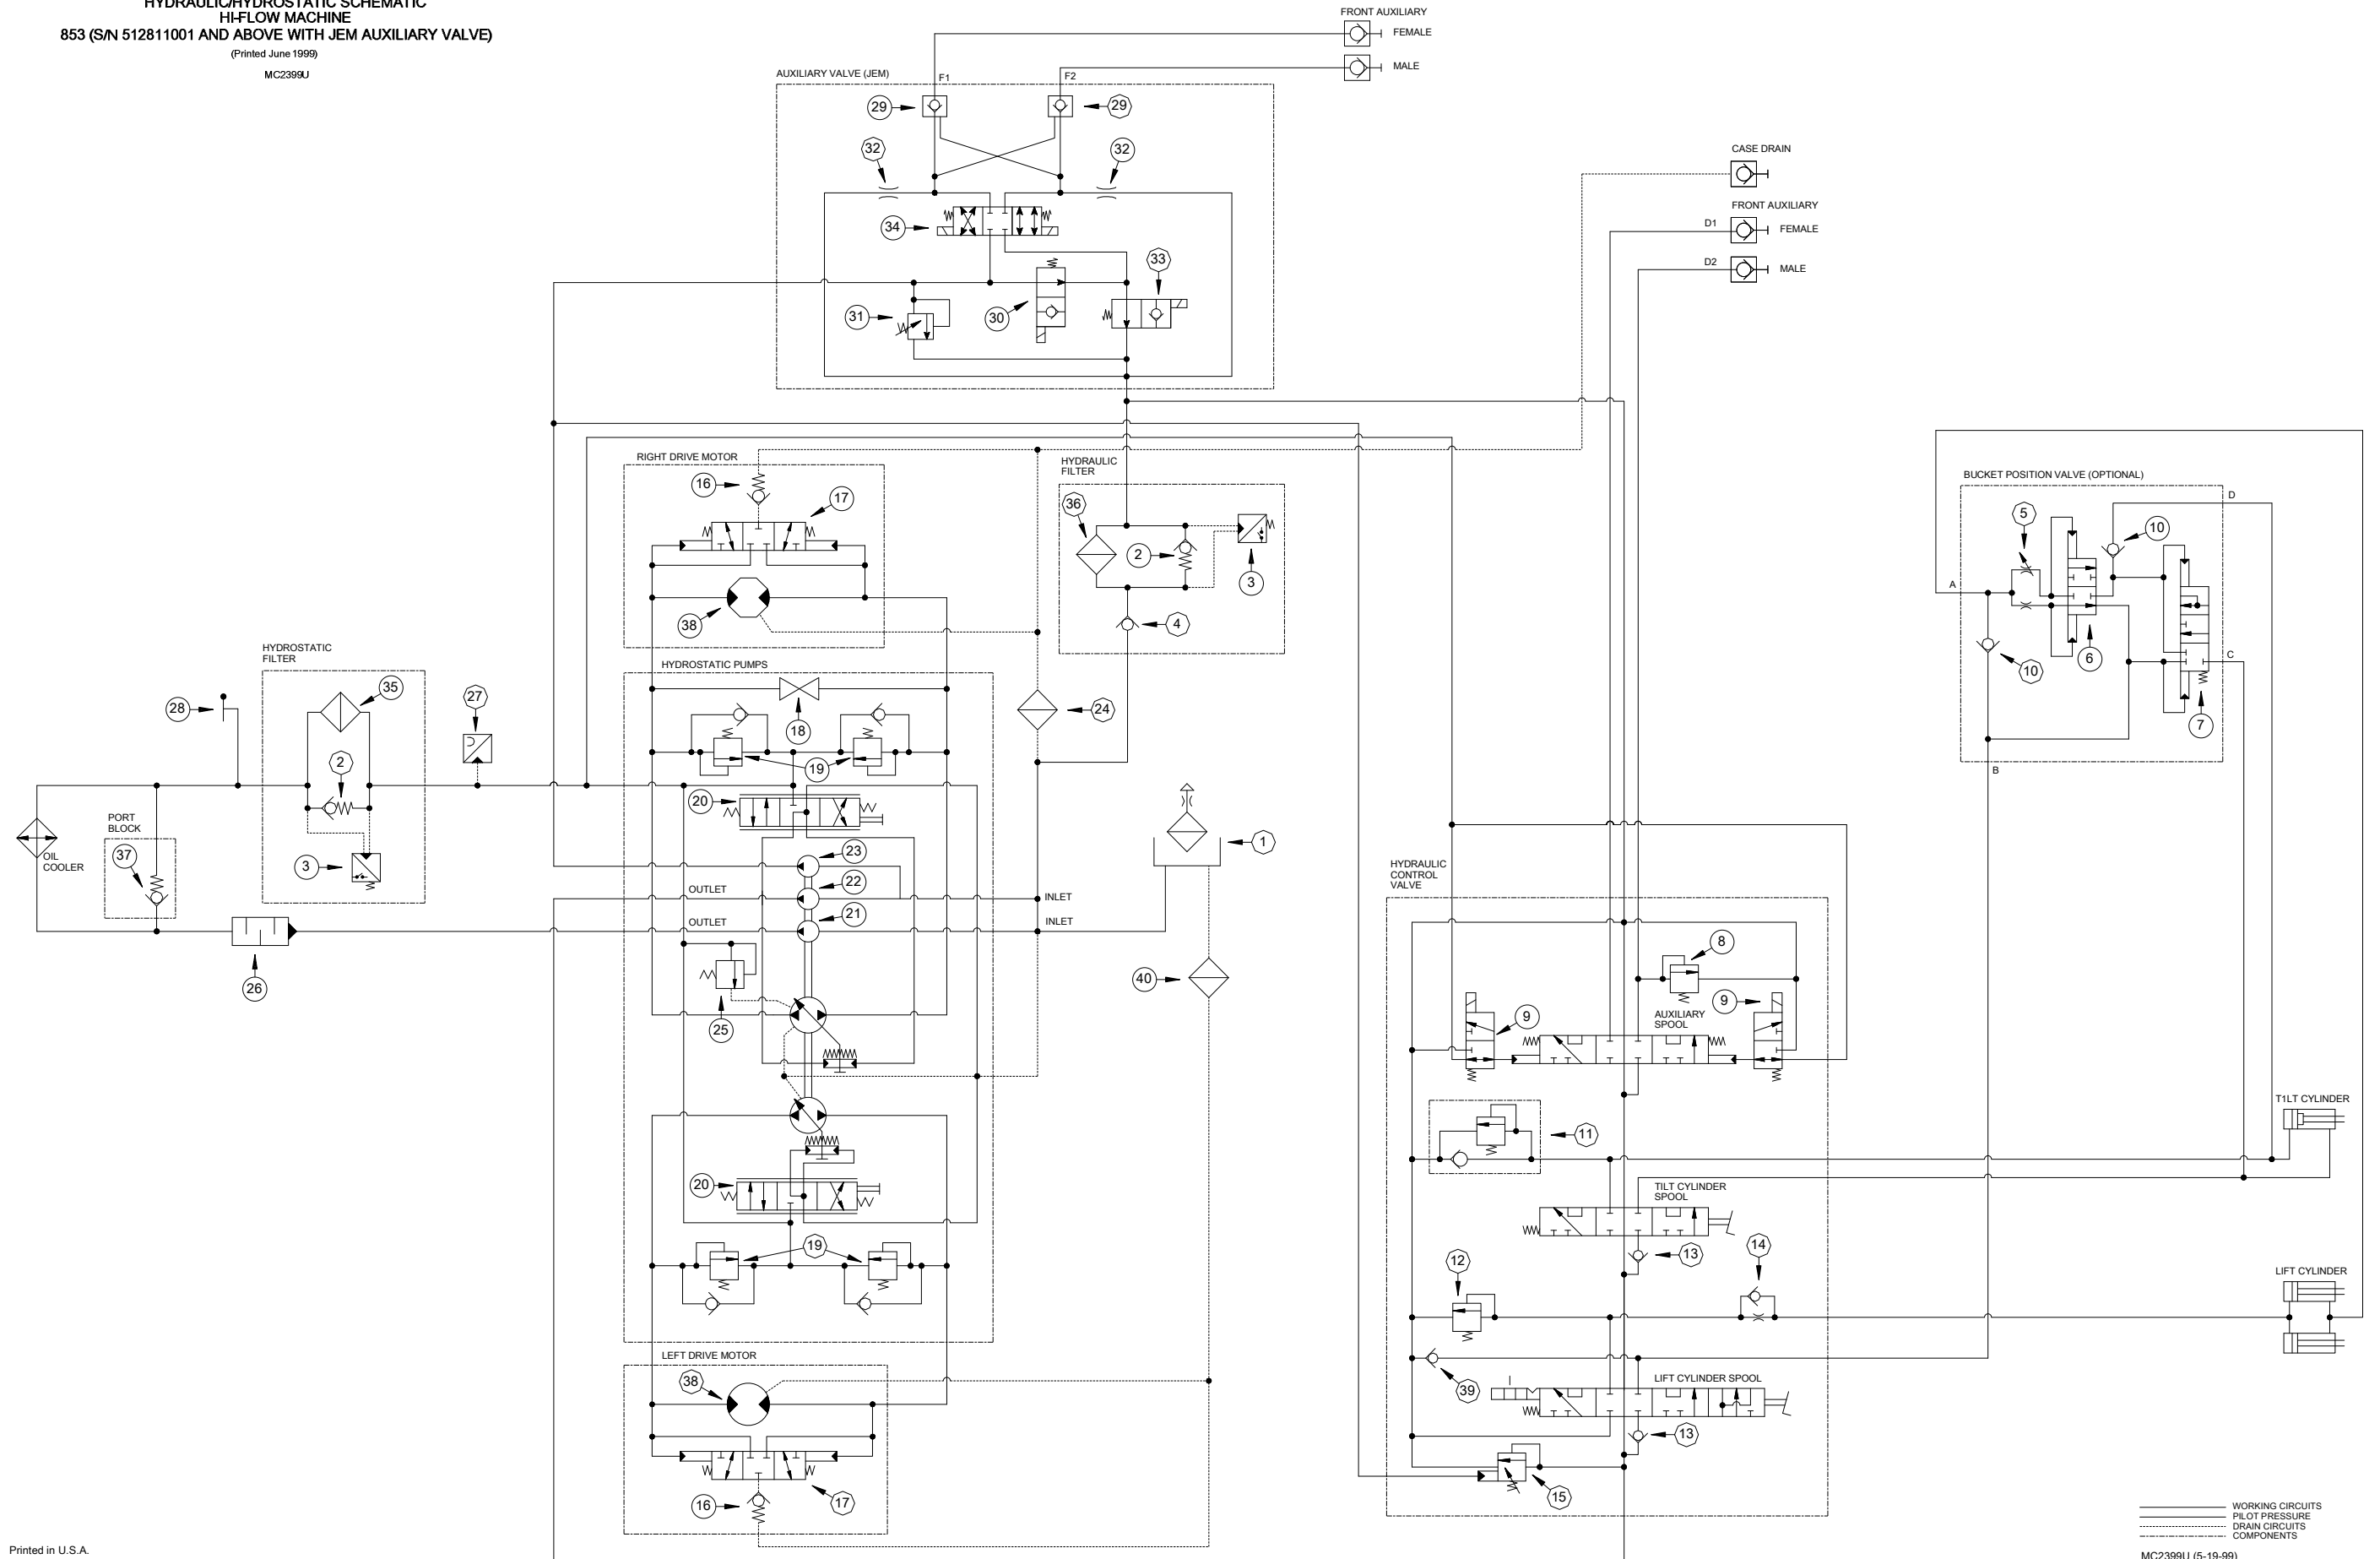 HYDRAULIC/HYDROSTATIC SCHEMATIC
HI-FLOW MACHINE
853 (S/N 512811001 AND ABOVE WITH JEM AUXILIARY VALVE)
(Printed June 1999)
MC2399U
FRONT AUXILIARY
FEMALE
MALE
AUXILIARY VALVE (JEM)
F1
F2
29
29
32
32
34
33
31
30
CASE DRAIN
FRONT AUXILIARY
D1
FEMALE
D2
MALE
RIGHT DRIVE MOTOR
16
17
38
HYDRAULIC
FILTER
36
2
3
4
BUCKET POSITION VALVE (OPTIONAL)
D
5
10
A
6
C
10
7
B
HYDROSTATIC
FILTER
28
35
27
2
3
PORT
BLOCK
37
OIL
COOLER
26
HYDROSTATIC PUMPS
18
19
20
24
23
OUTLET
22
INLET
OUTLET
21
INLET
25
20
19
1
40
HYDRAULIC
CONTROL
VALVE
8
9
9
AUXILIARY
SPOOL
11
T1LT CYLINDER
TILT CYLINDER
SPOOL
13
12
14
LIFT CYLINDER
39
LIFT CYLINDER SPOOL
13
15
LEFT DRIVE MOTOR
38
16
17
WORKING CIRCUITS
PILOT PRESSURE
DRAIN CIRCUITS
COMPONENTS
Printed in U.S.A.
MC2399U (5-19-99)